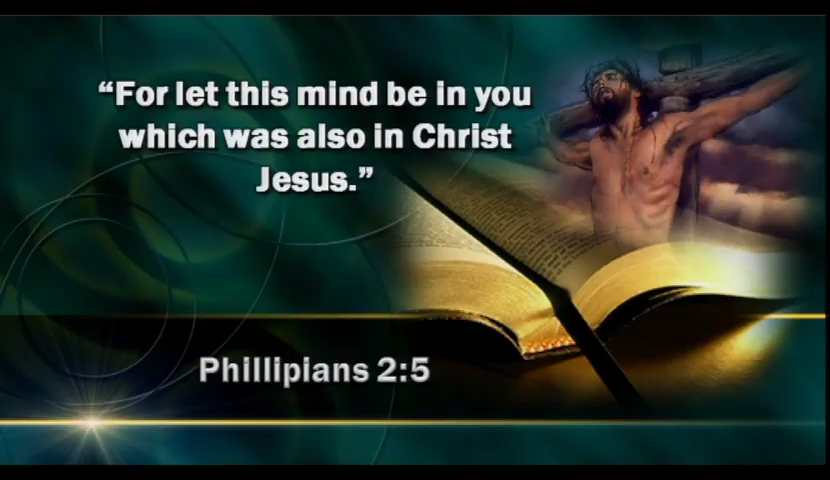 “For let this mind be in you
which was also in Christ
Jesus.”
Phillipians 2:5